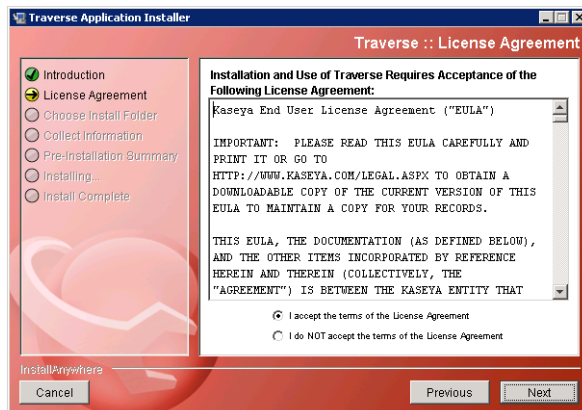 Traverse Application Installer
Traverse :: License Agreement
Introduction
License Agreement
Choose Install Folder
Collect Information
Pre-Installation Summary
Installing...
Install Complete
Installation and Use of Traverse Requires Acceptance of the
Following License Agreement:
Kaseya End User License Agreement ("EULA")
IMPORTANT:  PLEASE READ THIS EULA CAREFULLY AND
PRINT IT OR GO TO
HTTP://WWW.KASEYA.COM/LEGAL.ASPX TO OBTAIN A
DOWNLOADABLE COPY OF THE CURRENT VERSION OF THIS
EULA TO MAINTAIN A COPY FOR YOUR RECORDS.
THIS EULA, THE DOCUMENTATION (AS DEFINED BELOW),
AND THE OTHER ITEMS INCORPORATED BY REFERENCE
HEREIN AND THEREIN (COLLECTIVELY, THE
"AGREEMENT") IS BETWEEN THE KASEYA ENTITY THAT
I accept the terms of the License Agreement
I do NOT accept the terms of the License Agreement
InstallAnywhere
Cancel
Previous
Next